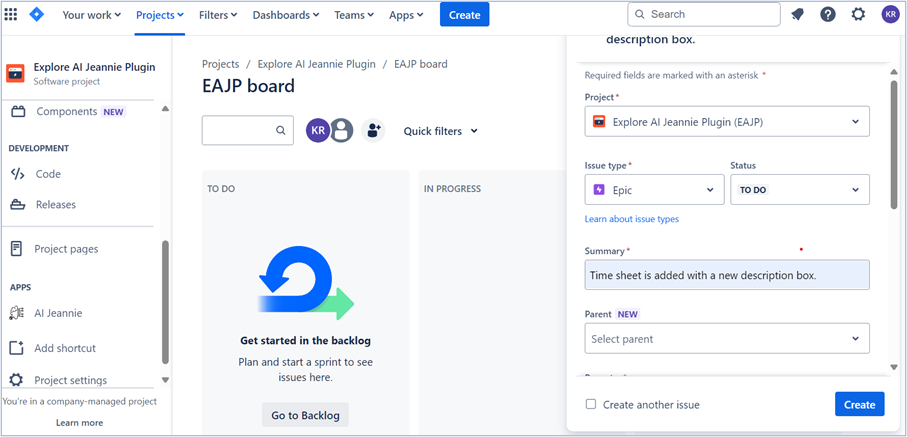 Your work
Projects
Filters
Dashboards
Teams
Apps
Create
Search
KR
Explore AI Jeannie Plugin
Software project
Components NEW
DEVELOPMENT
Code
Releases
Project pages
APPS
AI Jeannie
Add shortcut
Project settings
You're in a company-managed project
Learn more
Projects / Explore AI Jeannie Plugin / EAJP board
EAJP board
KR
Quick filters
TO DO
IN PROGRESS
Get started in the backlog
Plan and start a sprint to see
issues here.
Go to Backlog
description box.
Required fields are marked with an asterisk *
Project*
Explore AI Jeannie Plugin (EAJP)
Issue type*
Status
Epic
TO DO
Learn about issue types
Summary*
Time sheet is added with a new description box.
Parent NEW
Select parent
Create another issue
Create